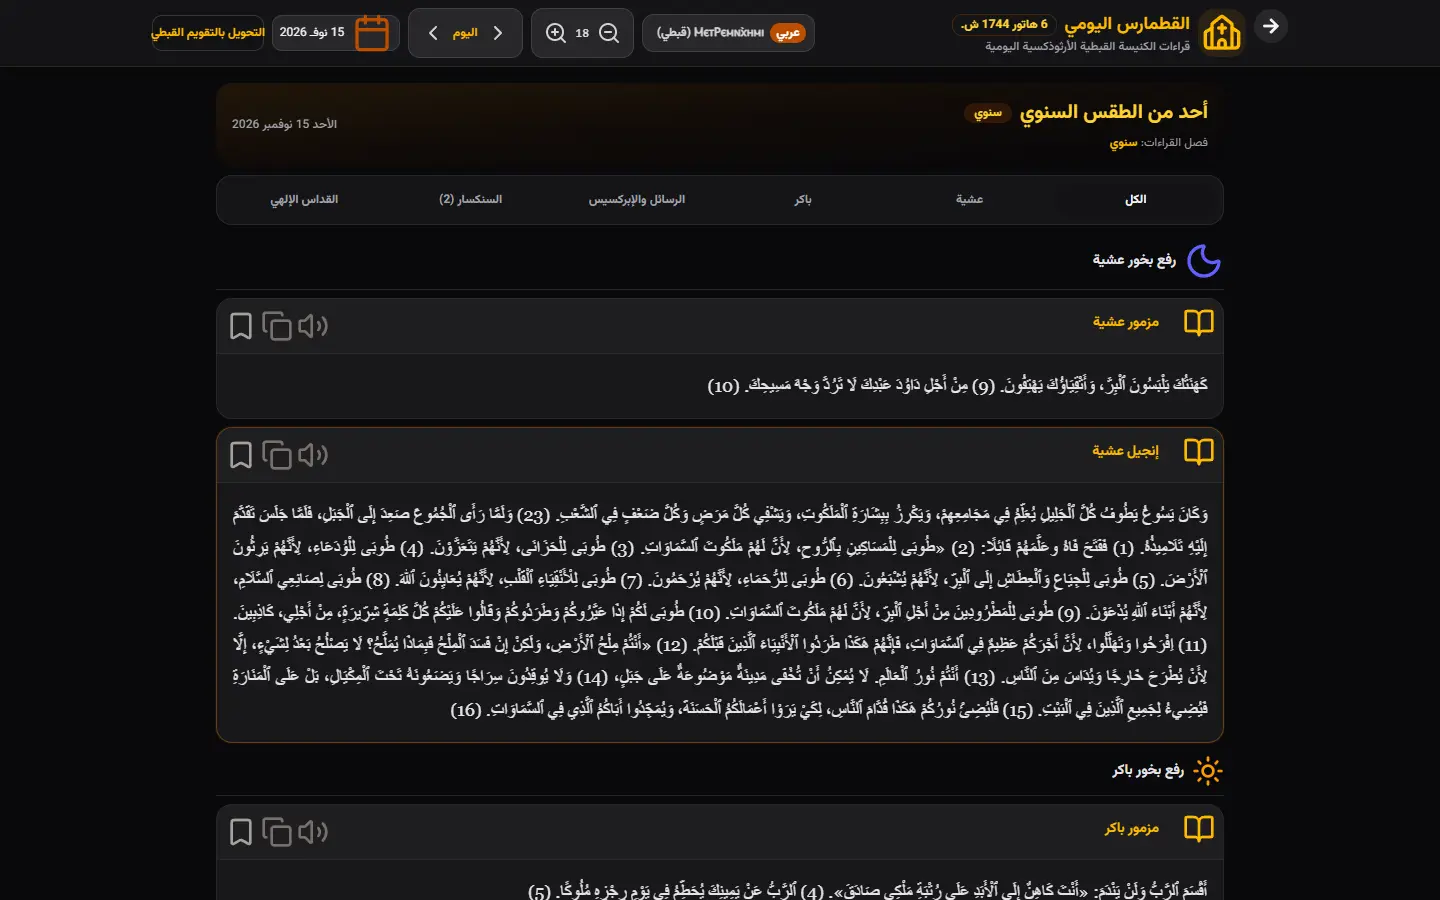 القطمارس اليومي
6 هاتور 1744 ش.
قراءات الكنيسة القبطية الأرثوذكسية اليومية
عربي
ⲘⲉⲧⲢⲉⲙⲛ̀ⲭⲏⲙⲓ (قبطي)
18
اليوم
15 نوفـ 2026
التحويل بالتقويم القبطي
أحد من الطقس السنوي
سنوي
فصل القراءات: سنوي
الأحد 15 نوفمبر 2026
الكل
عشية
باكر
الرسائل والإبركسيس
السنكسار (2)
القداس الإلهي
رفع بخور عشية
مزمور عشية
كَهَنَتُكَ يَلْبَسُونَ ٱلْبِرَّ، وَأَتْقِيَاؤُكَ يَهْتِفُونَ. (9) مِنْ أَجْلِ دَاوُدَ عَبْدِكَ لَا تَرُدَّ وَجْهَ مَسِيحِكَ. (10)
إنجيل عشية
وَكَانَ يَسُوعُ يَطُوفُ كُلَّ ٱلْجَلِيلِ يُعَلِّمُ فِي مَجَامِعِهِمْ، وَيَكْرِزُ بِبِشَارَةِ ٱلْمَلَكُوتِ، وَيَشْفِي كُلَّ مَرَضٍ وَكُلَّ ضَعْفٍ فِي ٱلشَّعْبِ. (23) وَلَمَّا رَأَى ٱلْجُمُوعَ صَعِدَ إِلَى ٱلْجَبَلِ، فَلَمَّا جَلَسَ تَقَدَّمَ
إِلَيْهِ تَلَامِيذُهُ. (1) فَفَتَحَ فَاهُ وعَلَّمَهُمْ قَائِلًا: (2) «طُوبَى لِلْمَسَاكِينِ بِٱلرُّوحِ، لِأَنَّ لَهُمْ مَلَكُوتَ ٱلسَّمَاوَاتِ. (3) طُوبَى لِلْحَزَانَى، لِأَنَّهُمْ يَتَعَزَّوْنَ. (4) طُوبَى لِلْوُدَعَاءِ، لِأَنَّهُمْ يَرِثُونَ
ٱلْأَرْضَ. (5) طُوبَى لِلْجِيَاعِ وَٱلْعِطَاشِ إِلَى ٱلْبِرِّ، لِأَنَّهُمْ يُشْبَعُونَ. (6) طُوبَى لِلرُّحَمَاءِ، لِأَنَّهُمْ يُرْحَمُونَ. (7) طُوبَى لِلْأَنْقِيَاءِ ٱلْقَلْبِ، لِأَنَّهُمْ يُعَايِنُونَ ٱللهَ. (8) طُوبَى لِصَانِعِي ٱلسَّلَامِ،
لِأَنَّهُمْ أَبْنَاءَ ٱللهِ يُدْعَوْنَ. (9) طُوبَى لِلْمَطْرُودِينَ مِنْ أَجْلِ ٱلْبِرِّ، لِأَنَّ لَهُمْ مَلَكُوتَ ٱلسَّمَاوَاتِ. (10) طُوبَى لَكُمْ إِذَا عَيَّرُوكُمْ وَطَرَدُوكُمْ وَقَالُوا عَلَيْكُمْ كُلَّ كَلِمَةٍ شِرِّيرَةٍ، مِنْ أَجْلِي، كَاذِبِينَ.
(11) اِفْرَحُوا وَتَهَلَّلُوا، لِأَنَّ أَجْرَكُمْ عَظِيمٌ فِي ٱلسَّمَاوَاتِ، فَإِنَّهُمْ هَكَذَا طَرَدُوا ٱلْأَنْبِيَاءَ ٱلَّذِينَ قَبْلَكُمْ. (12) «أَنْتُمْ مِلْحُ ٱلْأَرْضِ، وَلَكِنْ إِنْ فَسَدَ ٱلْمِلْحُ فَبِمَاذَا يُمَلَّحُ؟ لَا يَصْلُحُ بَعْدُ لِشَيْءٍ، إِلَّا
لِأَنْ يُطْرَحَ خَارِجًا وَيُدَاسَ مِنَ ٱلنَّاسِ. (13) أَنْتُمْ نُورُ ٱلْعَالَمِ. لَا يُمْكِنُ أَنْ تُخْفَى مَدِينَةٌ مَوْضُوعَةٌ عَلَى جَبَلٍ، (14) وَلَا يُوقِدُونَ سِرَاجًا وَيَضَعُونَهُ تَحْتَ ٱلْمِكْيَالِ، بَلْ عَلَى ٱلْمَنَارَةِ
فَيُضِيءُ لِجَمِيعِ ٱلَّذِينَ فِي ٱلْبَيْتِ. (15) فَلْيُضِئْ نُورُكُمْ هَكَذَا قُدَّامَ ٱلنَّاسِ، لِكَيْ يَرَوْا أَعْمَالَكُمُ ٱلْحَسَنَةَ، وَيُمَجِّدُوا أَبَاكُمُ ٱلَّذِي فِي ٱلسَّمَاوَاتِ. (16)
رفع بخور باكر
مزمور باكر
أَقْسَمَ ٱلرَّبُّ وَلَنْ يَنْدَمَ: «أَنْتَ كَاهِنٌ إِلَى ٱلْأَبَدِ عَلَى رُتْبَةِ مَلْكِي صَادَقَ». (4) ٱلرَّبُّ عَنْ يَمِينِكَ يُحَطِّمُ فِي يَوْمِ رِجْزِهِ مُلُوكًا. (5)